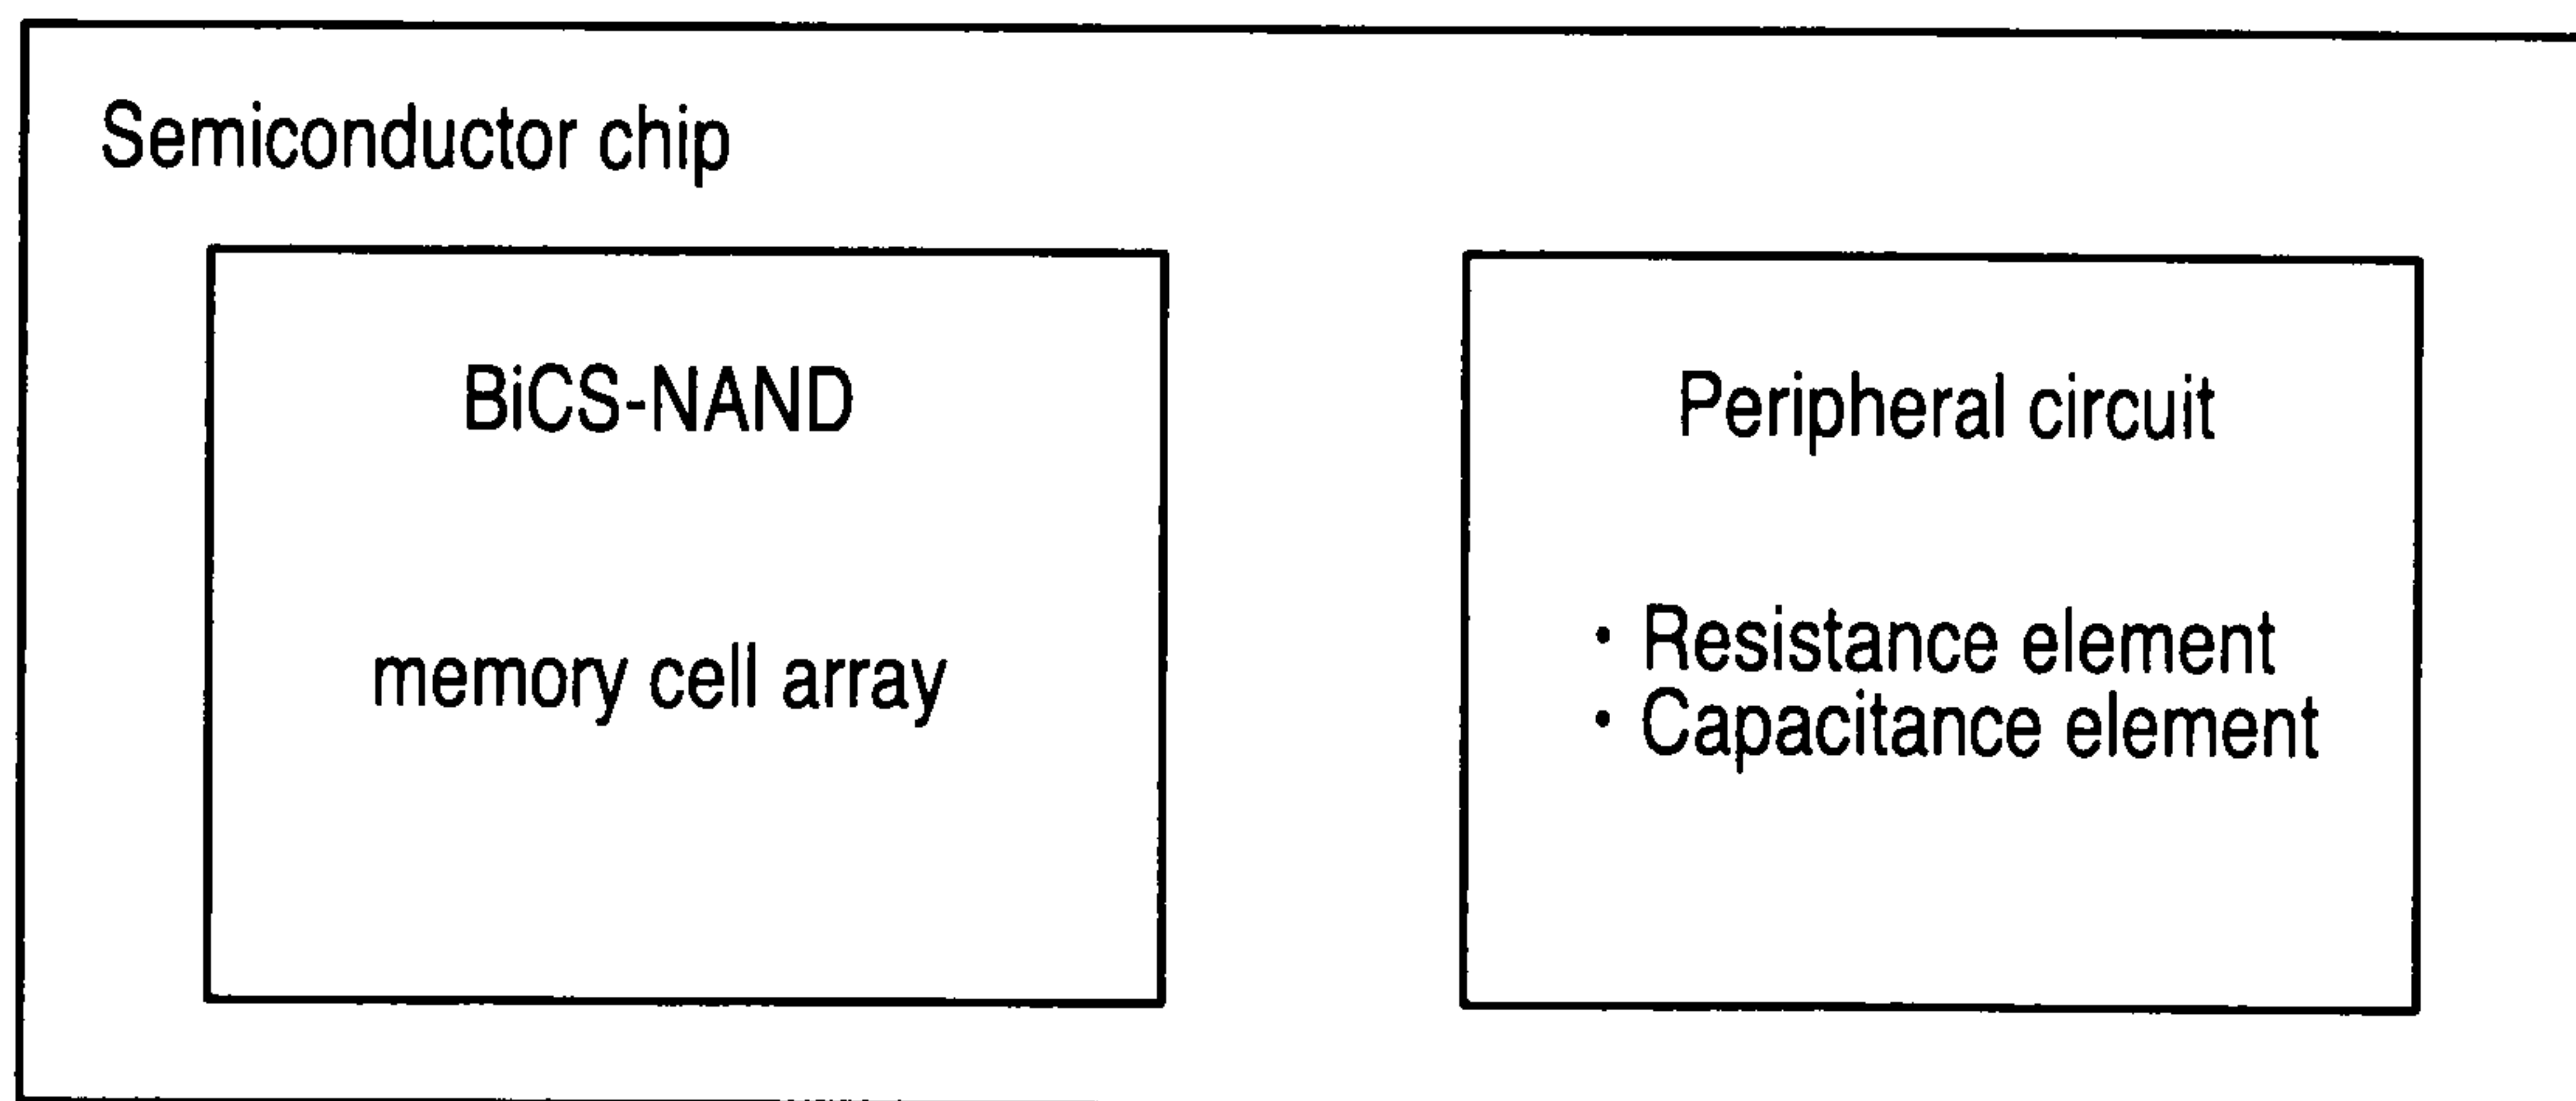 Semiconductor chip
BiCS-NAND
memory cell array
Peripheral circuit
・Resistance element
・Capacitance element